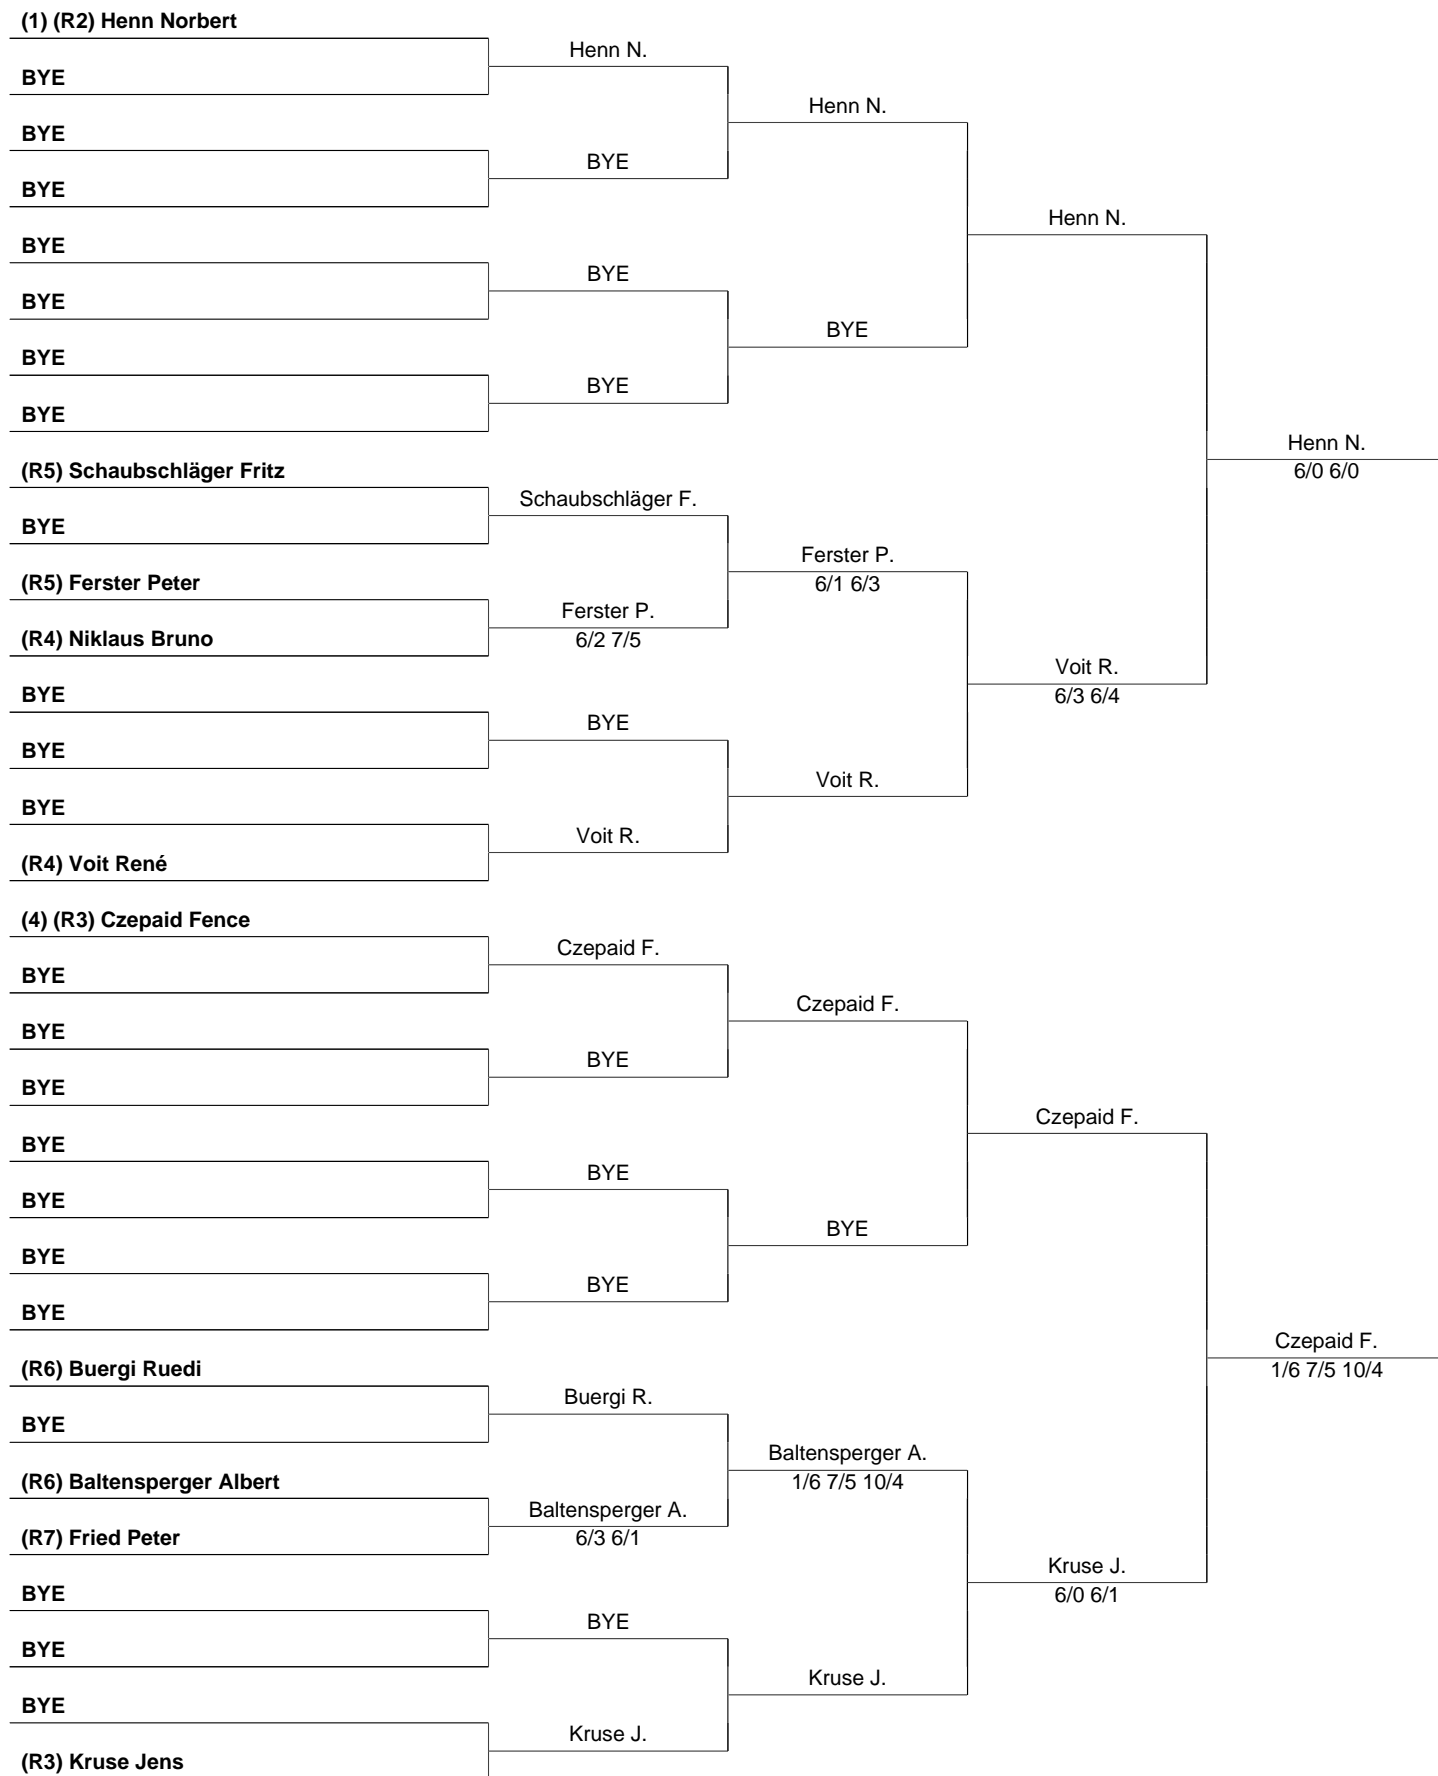 (1) (R2) Henn Norbert
Henn N.
BYE
Henn N.
BYE
BYE
BYE
Henn N.
BYE
BYE
BYE
BYE
BYE
BYE
BYE
Henn N.
6/0 6/0
(R5) Schaubschläger Fritz
Schaubschläger F.
BYE
Ferster P.
6/1 6/3
(R5) Ferster Peter
Ferster P.
6/2 7/5
(R4) Niklaus Bruno
Voit R.
6/3 6/4
BYE
BYE
BYE
Voit R.
BYE
Voit R.
(R4) Voit René
(4) (R3) Czepaid Fence
Czepaid F.
BYE
Czepaid F.
BYE
BYE
BYE
Czepaid F.
BYE
BYE
BYE
BYE
BYE
BYE
BYE
Czepaid F.
1/6 7/5 10/4
(R6) Buergi Ruedi
Buergi R.
BYE
Baltensperger A.
1/6 7/5 10/4
(R6) Baltensperger Albert
Baltensperger A.
6/3 6/1
(R7) Fried Peter
Kruse J.
6/0 6/1
BYE
BYE
BYE
Kruse J.
BYE
Kruse J.
(R3) Kruse Jens